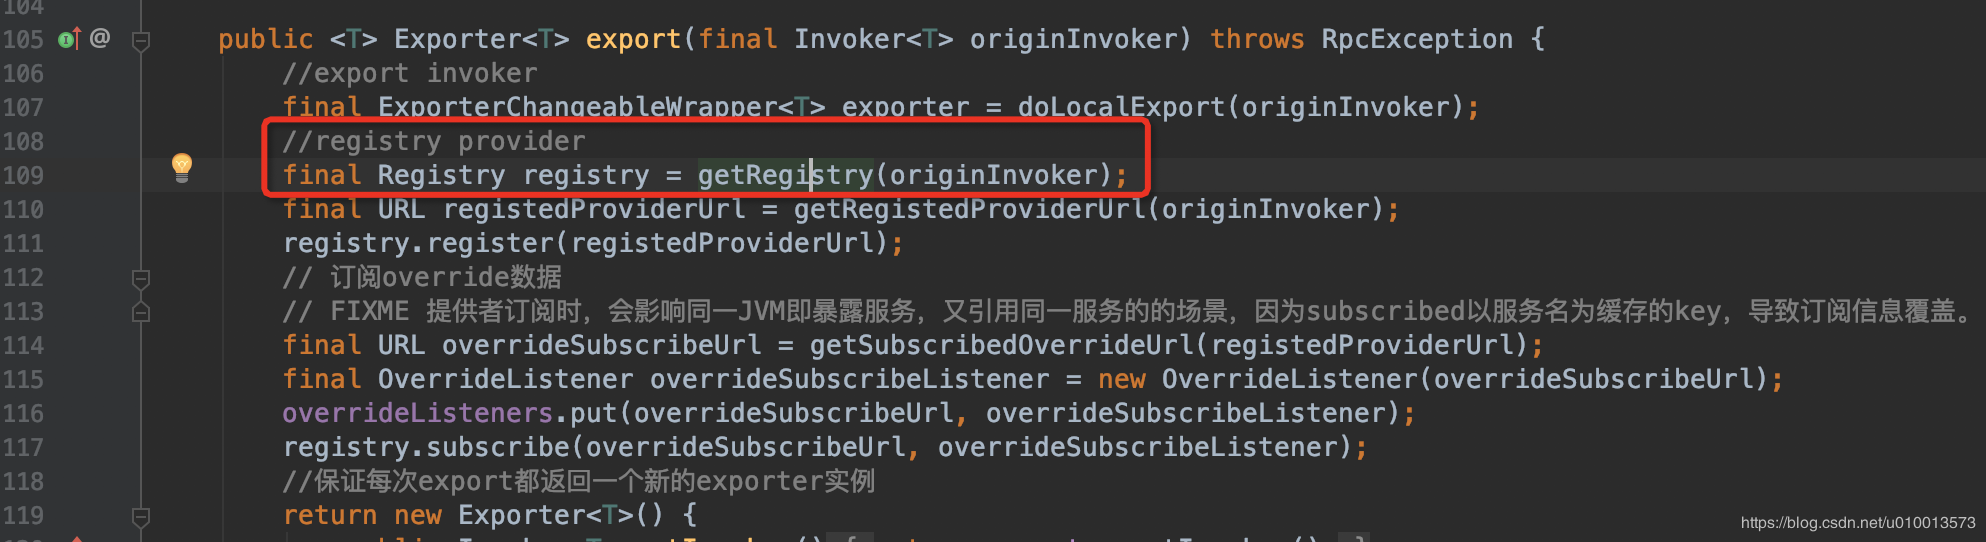 104
105 @ public <T> Exporter<T> export(final Invoker<T> originInvoker) throws RpcException {
106 //export invoker
107 final ExporterChangeableWrapper<T> exporter = doLocalExport(originInvoker);
108 //registry provider
109 final Registry registry = getRegistry(originInvoker);
110 final URL registedProviderUrl = getRegistedProviderUrl(originInvoker);
111 registry.register(registedProviderUrl);
112 // 订阅override数据
113 // FIXME 提供者订阅时，会影响同一JVM即暴露服务，又引用同一服务的的场景，因为subscribed以服务名为缓存的key，导致订阅信息覆盖。
114 final URL overrideSubscribeUrl = getSubscribedOverrideUrl(registedProviderUrl);
115 final OverrideListener overrideSubscribeListener = new OverrideListener(overrideSubscribeUrl);
116 overrideListeners.put(overrideSubscribeUrl, overrideSubscribeListener);
117 registry.subscribe(overrideSubscribeUrl, overrideSubscribeListener);
118 //保证每次export都返回一个新的exporter实例
119 return new Exporter<T>() {
https://blog.csdn.net/u010013573